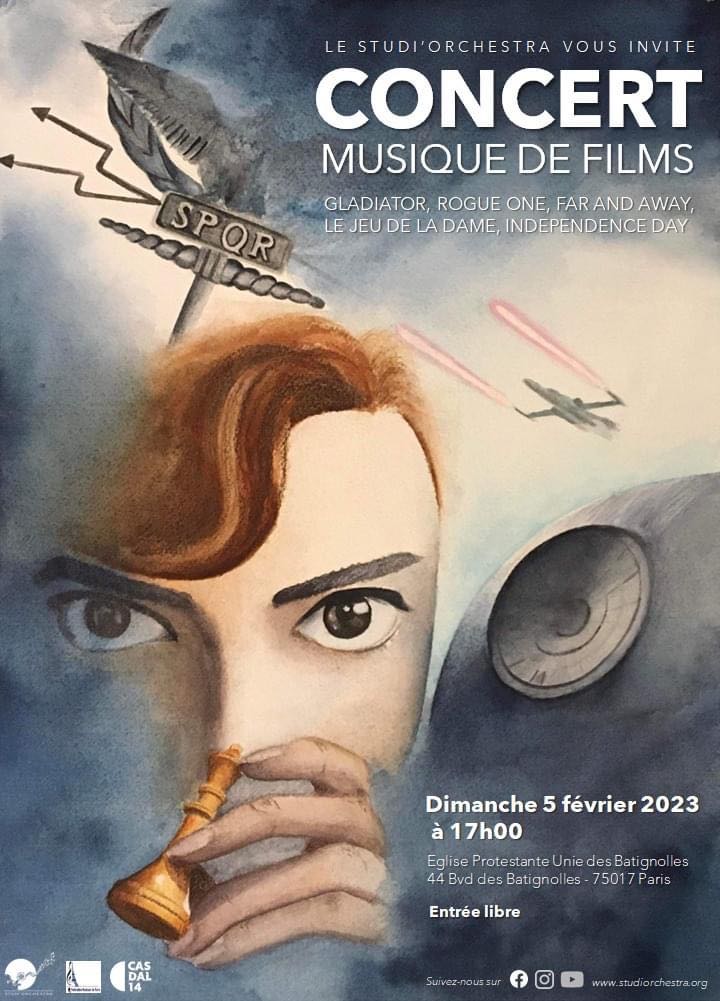 LE STUDI'ORCHESTRA VOUS INVITE
CONCERT
MUSIQUE DE FILMS
GLADIATOR, ROGUE ONE, FAR AND AWAY,
LE JEU DE LA DAME, INDEPENDENCE DAY
SPQR
Dimanche 5 février 2023
à 17h00
Eglise Protestante Unie des Batignolles
44 Bvd des Batignolles - 75017 Paris
Entrée libre
CAS
DAL
14
Suivez-nous sur
www.studiorchestra.org